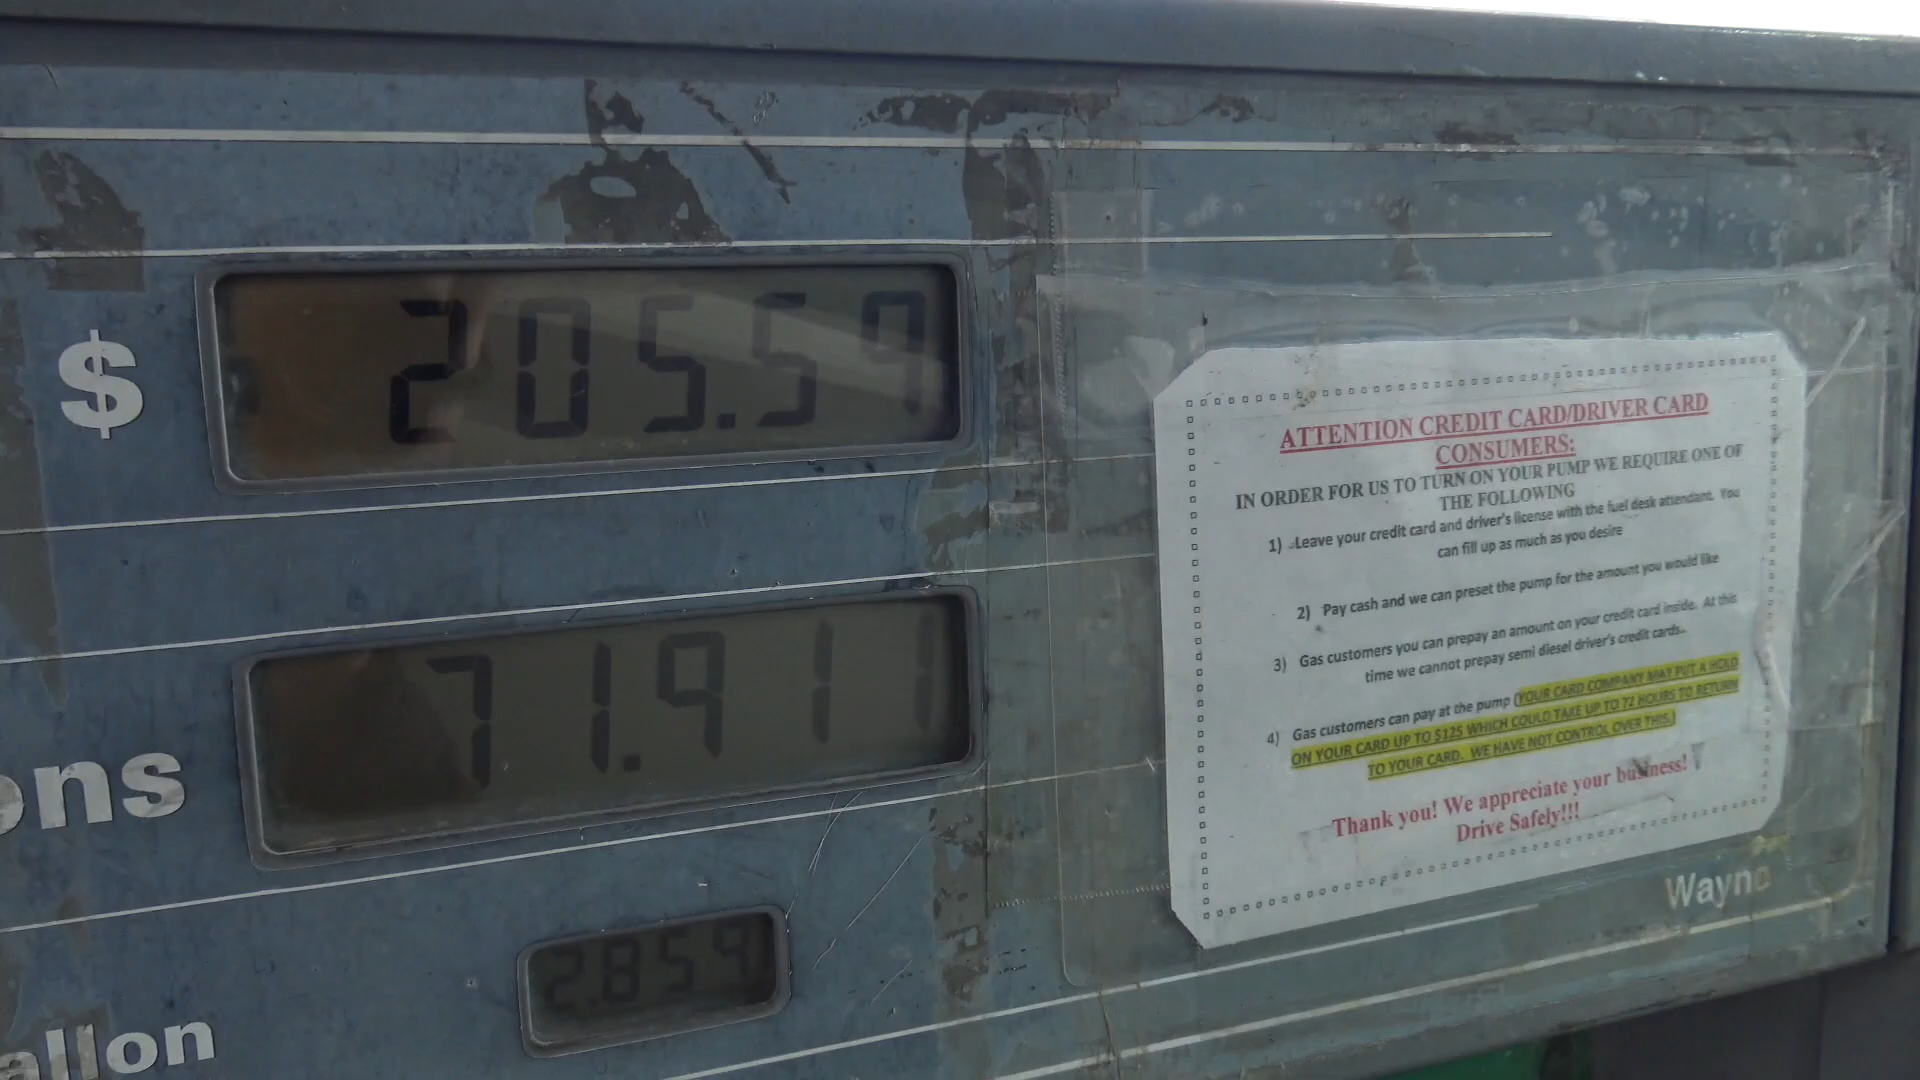 $ 205.59
ons 71.911
allon 2.859
ATTENTION CREDIT CARD/DRIVER CARD
CONSUMERS:
IN ORDER FOR US TO TURN ON YOUR PUMP WE REQUIRE ONE OF
THE FOLLOWING
1) Leave your credit card and driver's license with the fuel desk attendant. You
can fill up as much as you desire
2) Pay cash and we can preset the pump for the amount you would like
3) Gas customers you can prepay an amount on your credit card inside. At this
time we cannot prepay semi diesel driver's credit cards.
4) Gas customers can pay at the pump (YOUR CARD COMPANY MAY PUT A HOLD
ON YOUR CARD UP TO $125 WHICH COULD TAKE UP TO 72 HOURS TO RETURN
TO YOUR CARD. WE HAVE NOT CONTROL OVER THIS.)
Thank you! We appreciate your business!
Drive Safely!!!
Wayne